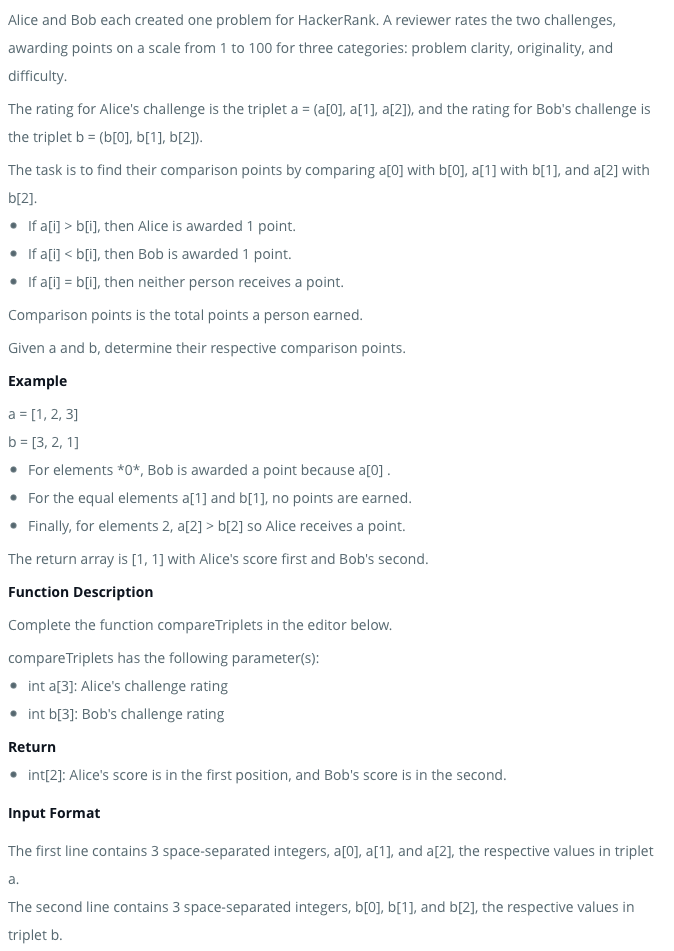 Alice and Bob each created one problem for HackerRank. A reviewer rates the two challenges,
awarding points on a scale from 1 to 100 for three categories: problem clarity, originality, and
difficulty.
The rating for Alice's challenge is the triplet a = (a[0], a[1], a[2]), and the rating for Bob's challenge is
the triplet b = (b[0], b[1], b[2]).
The task is to find their comparison points by comparing a[0] with b[0], a[1] with b[1], and a[2] with
b[2].
• If a[i] > b[i], then Alice is awarded 1 point.
• If a[i] < b[i], then Bob is awarded 1 point.
• If a[i] = b[i], then neither person receives a point.
Comparison points is the total points a person earned.
Given a and b, determine their respective comparison points.
Example
a = [1, 2, 3]
b = [3, 2, 1]
• For elements *0*, Bob is awarded a point because a[0] .
• For the equal elements a[1] and b[1], no points are earned.
• Finally, for elements 2, a[2] > b[2] so Alice receives a point.
The return array is [1, 1] with Alice's score first and Bob's second.
Function Description
Complete the function compareTriplets in the editor below.
compareTriplets has the following parameter(s):
• int a[3]: Alice's challenge rating
• int b[3]: Bob's challenge rating
Return
• int[2]: Alice's score is in the first position, and Bob's score is in the second.
Input Format
The first line contains 3 space-separated integers, a[0], a[1], and a[2], the respective values in triplet
a.
The second line contains 3 space-separated integers, b[0], b[1], and b[2], the respective values in
triplet b.